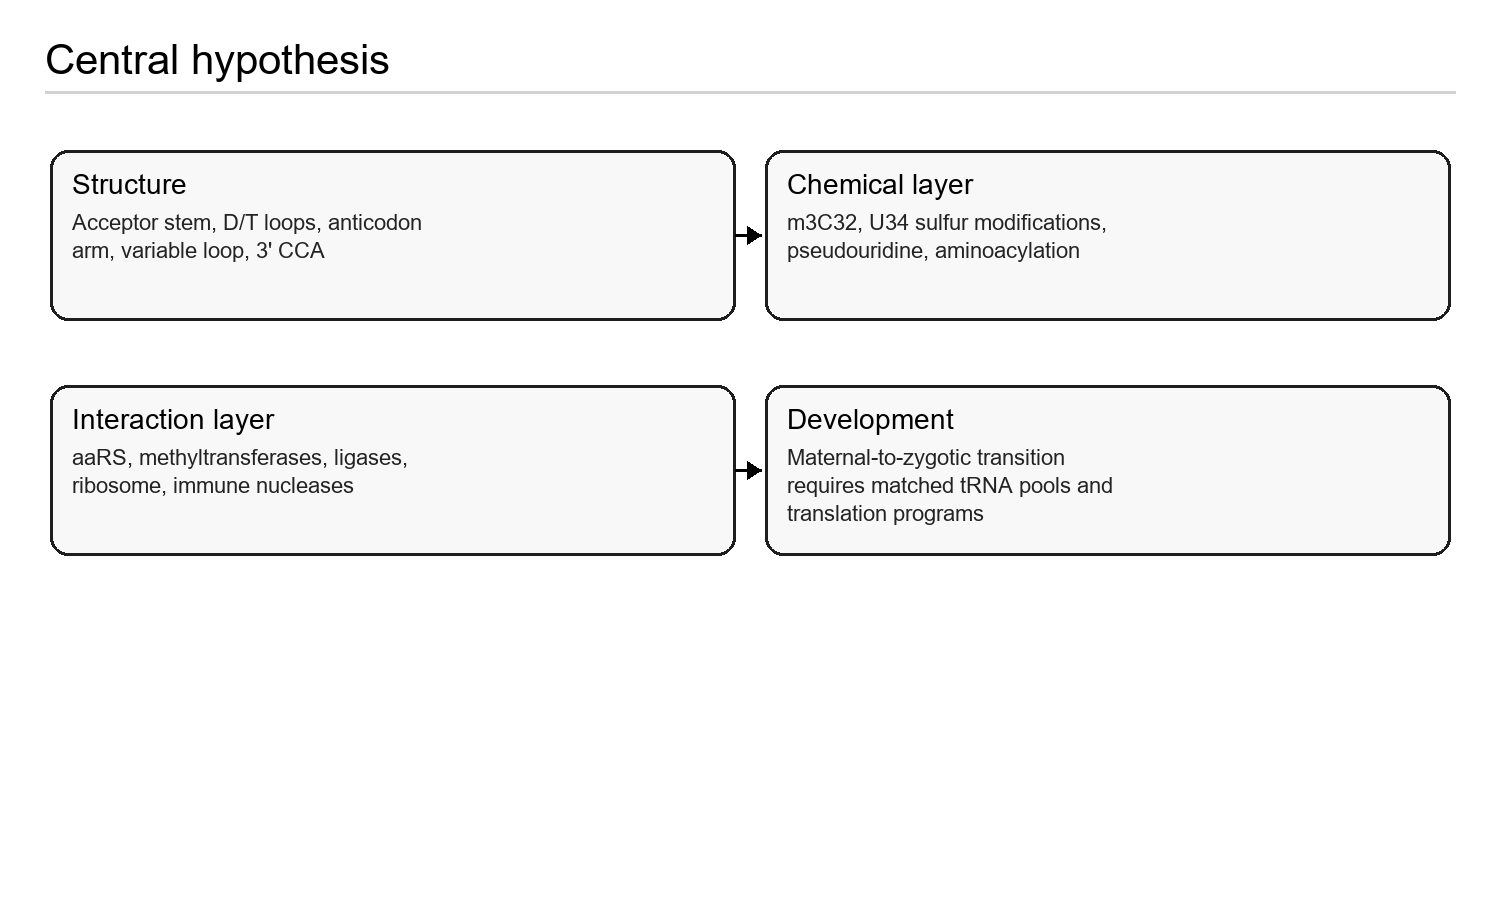 Central hypothesis
Structure
Acceptor stem, D/T loops, anticodon
arm, variable loop, 3' CCA
Chemical layer
m3C32, U34 sulfur modifications,
pseudouridine, aminoacylation
Interaction layer
aaRS, methyltransferases, ligases,
ribosome, immune nucleases
Development
Maternal-to-zygotic transition
requires matched tRNA pools and
translation programs